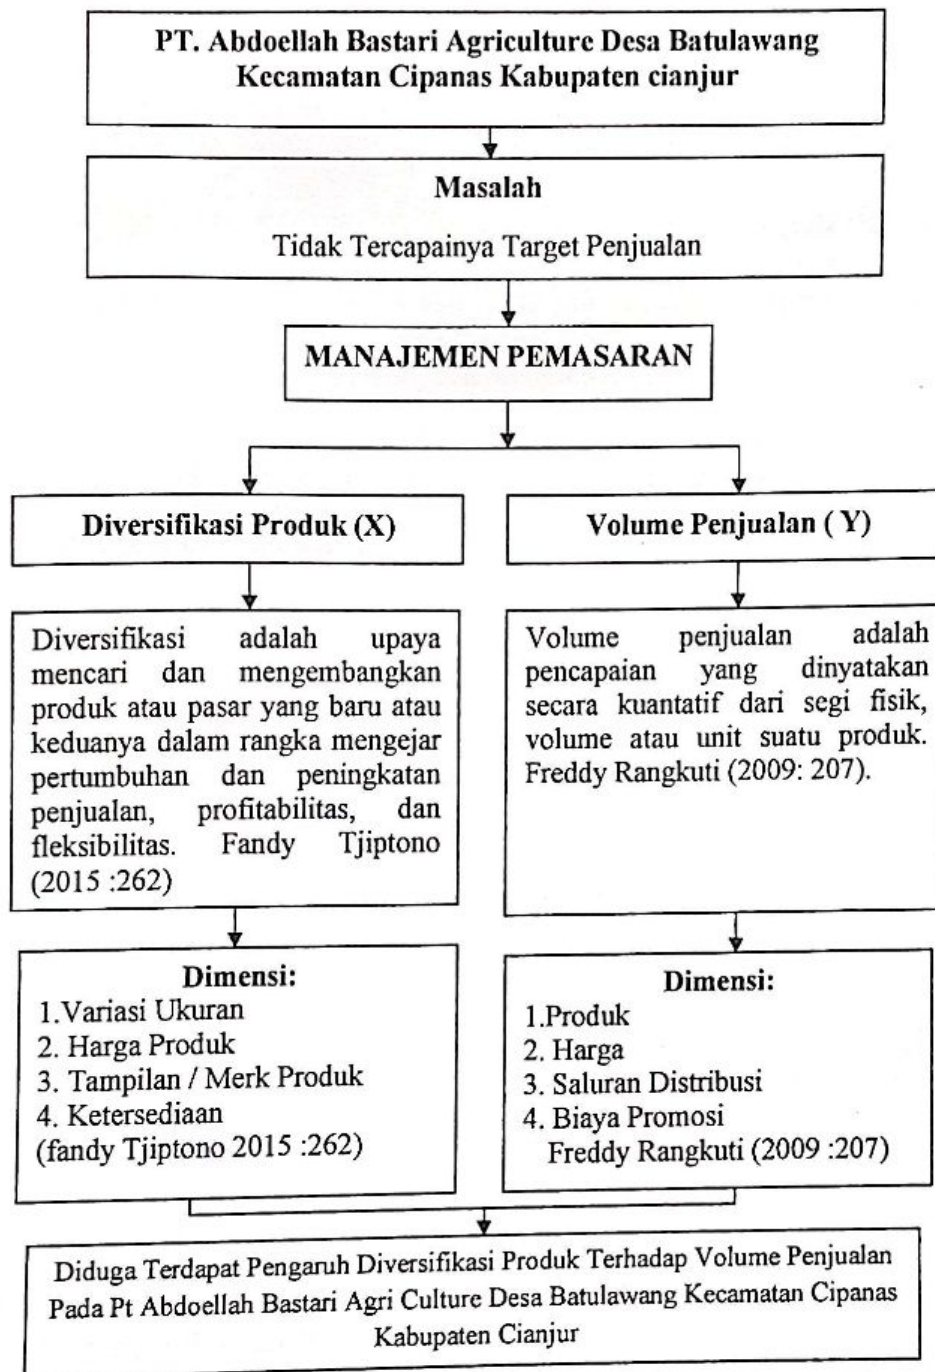 PT. Abdoellah Bastari Agriculture Desa Batulawang
Kecamatan Cipanas Kabupaten cianjur
Masalah
Tidak Tercapainya Target Penjualan
MANAJEMEN PEMASARAN
Diversifikasi Produk (X)
Diversifikasi adalah upaya
mencari dan mengembangkan
produk atau pasar yang baru atau
keduanya dalam rangka mengejar
pertumbuhan dan peningkatan
penjualan, profitabilitas, dan
fleksibilitas. Fandy Tjiptono
(2015 :262)
Dimensi:
1.Variasi Ukuran
2. Harga Produk
3. Tampilan / Merk Produk
4. Ketersediaan
(fandy Tjiptono 2015 :262)
Volume Penjualan ( Y)
Volume penjualan adalah
pencapaian yang dinyatakan
secara kuantatif dari segi fisik,
volume atau unit suatu produk.
Freddy Rangkuti (2009: 207).
Dimensi:
1.Produk
2. Harga
3. Saluran Distribusi
4. Biaya Promosi
Freddy Rangkuti (2009 :207)
Diduga Terdapat Pengaruh Diversifikasi Produk Terhadap Volume Penjualan
Pada Pt Abdoellah Bastari Agri Culture Desa Batulawang Kecamatan Cipanas
Kabupaten Cianjur